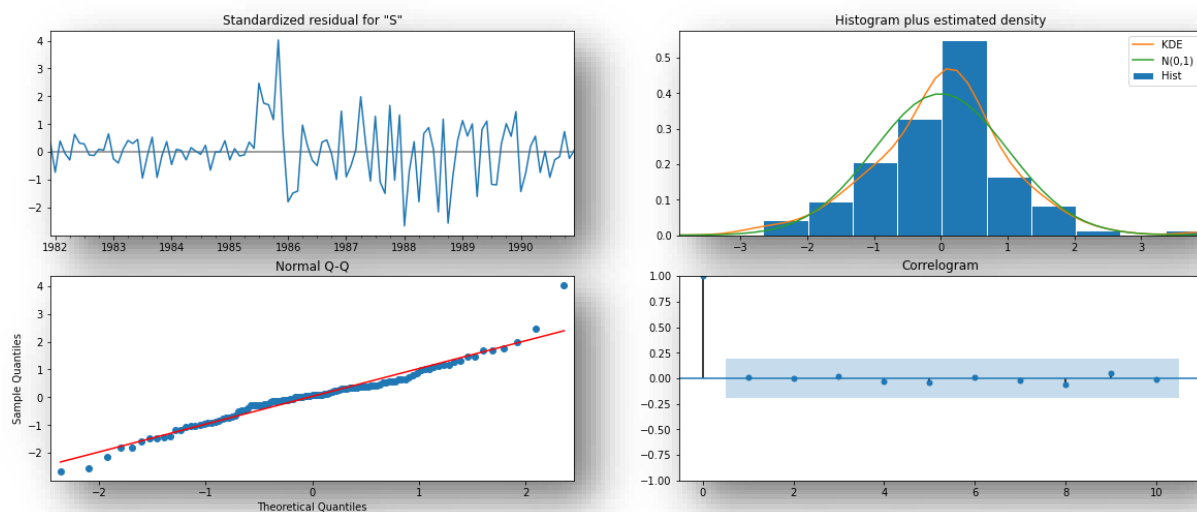 Standardized residual for "S"
4
3
2
1
0
−1
−2
1982 1983 1984 1985 1986 1987 1988 1989 1990
Histogram plus estimated density
KDE
N(0,1)
Hist
0.5
0.4
0.3
0.2
0.1
0.0
−3 −2 −1 0 1 2 3
Normal Q-Q
Sample Quantiles
4
3
2
1
0
−1
−2
−2 −1 0 1 2
Theoretical Quantiles
Correlogram
1.00
0.75
0.50
0.25
0.00
−0.25
−0.50
−0.75
−1.00
0 2 4 6 8 10